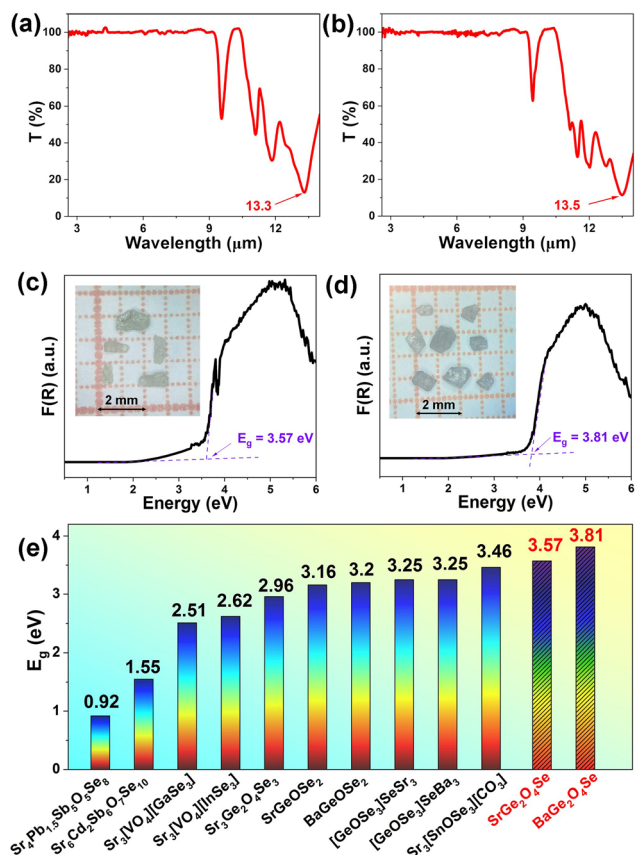 (a)
(b)
100
80
60
40
20
0
T (%)
13.3
3
6
9
12
Wavelength (μm)
100
80
60
40
20
0
T (%)
13.5
3
6
9
12
Wavelength (μm)
(c)
(d)
F(R) (a.u.)
2 mm
Eg = 3.57 eV
1
2
3
4
5
6
Energy (eV)
F(R) (a.u.)
2 mm
Eg = 3.81 eV
1
2
3
4
5
6
Energy (eV)
(e)
Eg (eV)
4
3
2
1
0
0.92
1.55
2.51
2.62
2.96
3.16
3.2
3.25
3.25
3.46
3.57
3.81
Sr4Pb1.5Sb5O5Se8
Sr6Cd2Sb6O7Se10
Sr3[VO4][GaSe3]
Sr3[VO4][InSe3]
Sr3Ge2O4Se3
SrGeOSe2
BaGeOSe2
[GeOSe3]SeSr3
[GeOSe3]SeBa3
Sr3[SnOSe3][CO3]
SrGe2O4Se
BaGe2O4Se